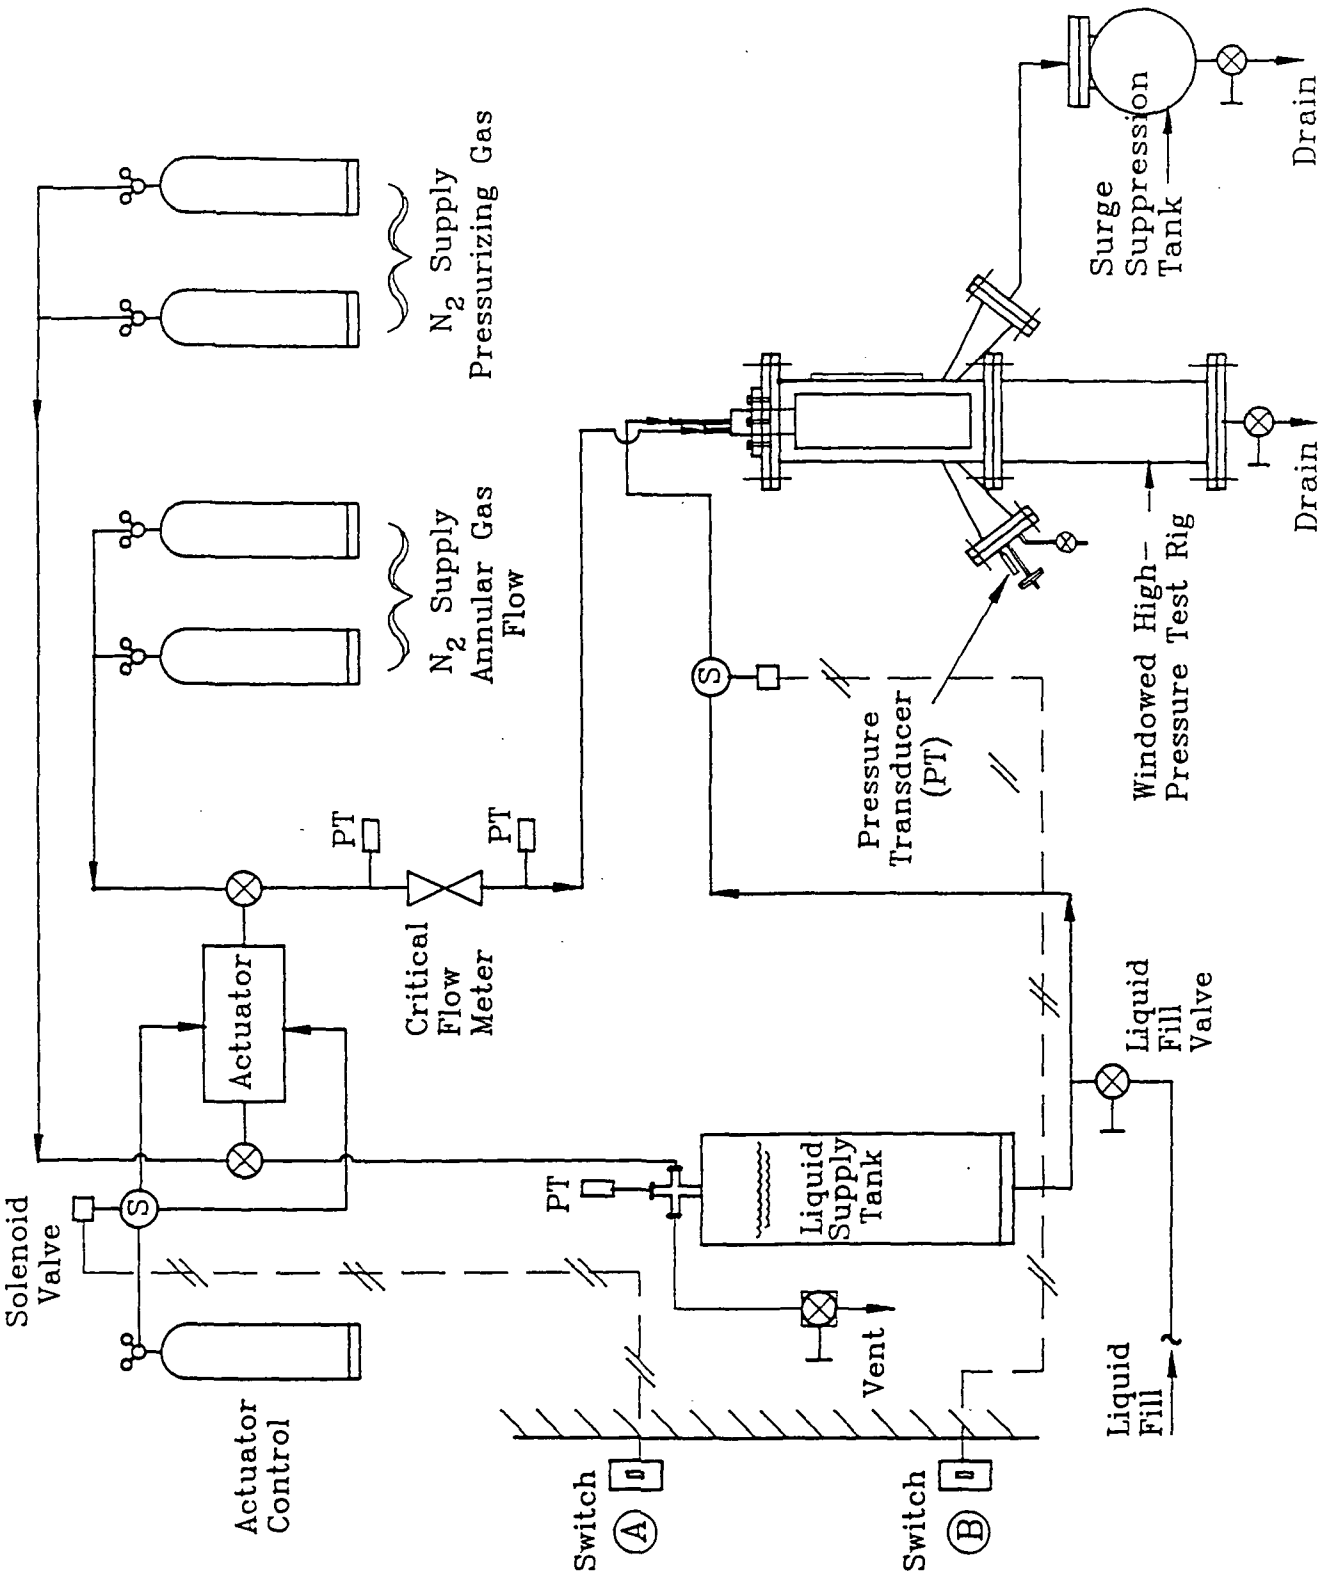 Solenoid
Valve
S
Actuator
Control
Actuator
N2 Supply
Pressurizing Gas
N2 Supply
Annular Gas
Flow
PT
PT
Critical
Flow
Meter
Switch
A
Switch
B
PT
Liquid
Supply
Tank
Vent
Liquid
Fill
Liquid
Fill
Valve
S
Pressure
Transducer
(PT)
Windowed High-
Pressure Test Rig
Drain
Surge
Suppression
Tank
Drain